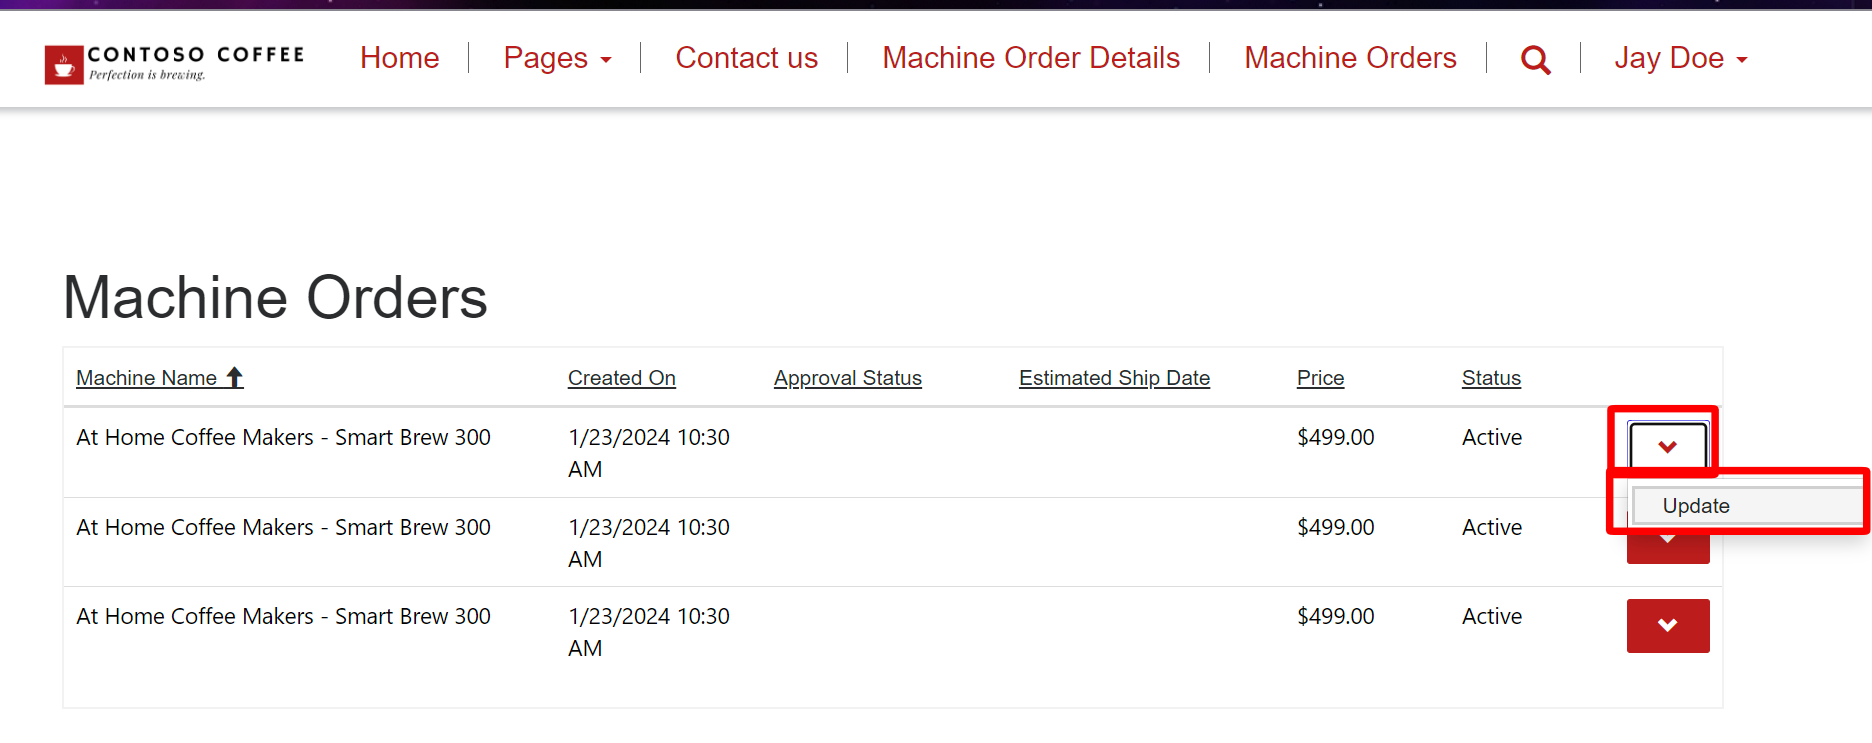 CONTOSO COFFEE
Perfection is brewing.
Home Pages Contact us Machine Order Details Machine Orders Jay Doe
Machine Orders
Machine Name Created On Approval Status Estimated Ship Date Price Status
At Home Coffee Makers - Smart Brew 300 1/23/2024 10:30 $499.00 Active
AM
Update
At Home Coffee Makers - Smart Brew 300 1/23/2024 10:30 $499.00 Active
AM
At Home Coffee Makers - Smart Brew 300 1/23/2024 10:30 $499.00 Active
AM